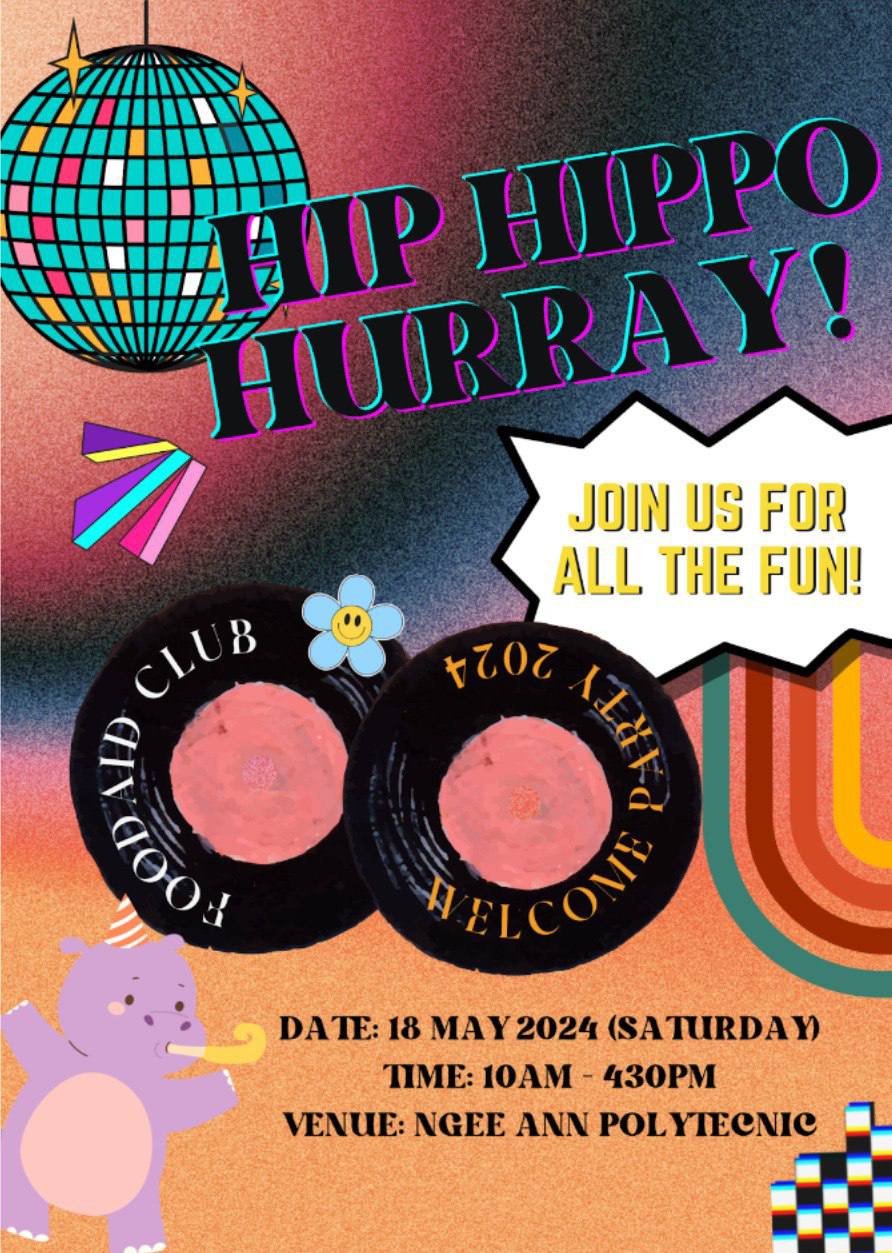 HIP HIPPO
HURRAY!
JOIN US FOR
ALL THE FUN!
FOODAID CLUB
WELCOME PARTY 2024
DATE: 18 MAY 2024 (SATURDAY)
TIME: 10AM - 430PM
VENUE: NGEE ANN POLYTECNIC